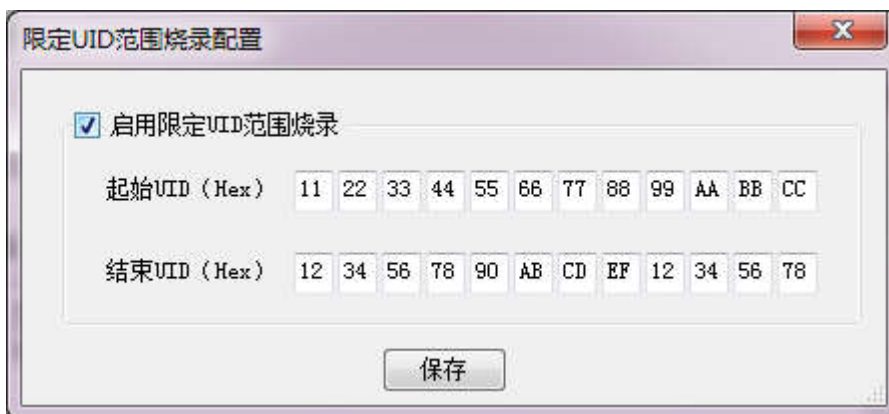 限定UID范围烧录配置
启用限定UID范围烧录
起始UID（Hex） 11 22 33 44 55 66 77 88 99 AA BB CC
结束UID（Hex） 12 34 56 78 90 AB CD EF 12 34 56 78
保存